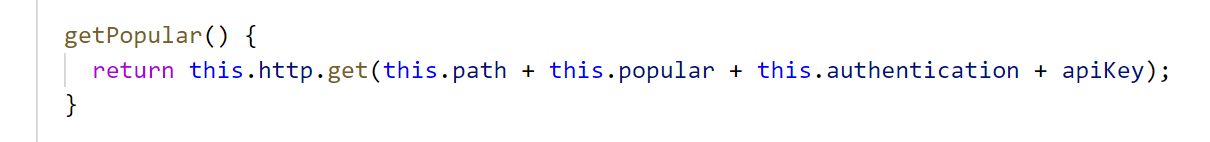 getPopular() {
return this.http.get(this.path + this.popular + this.authentication + apiKey);
}